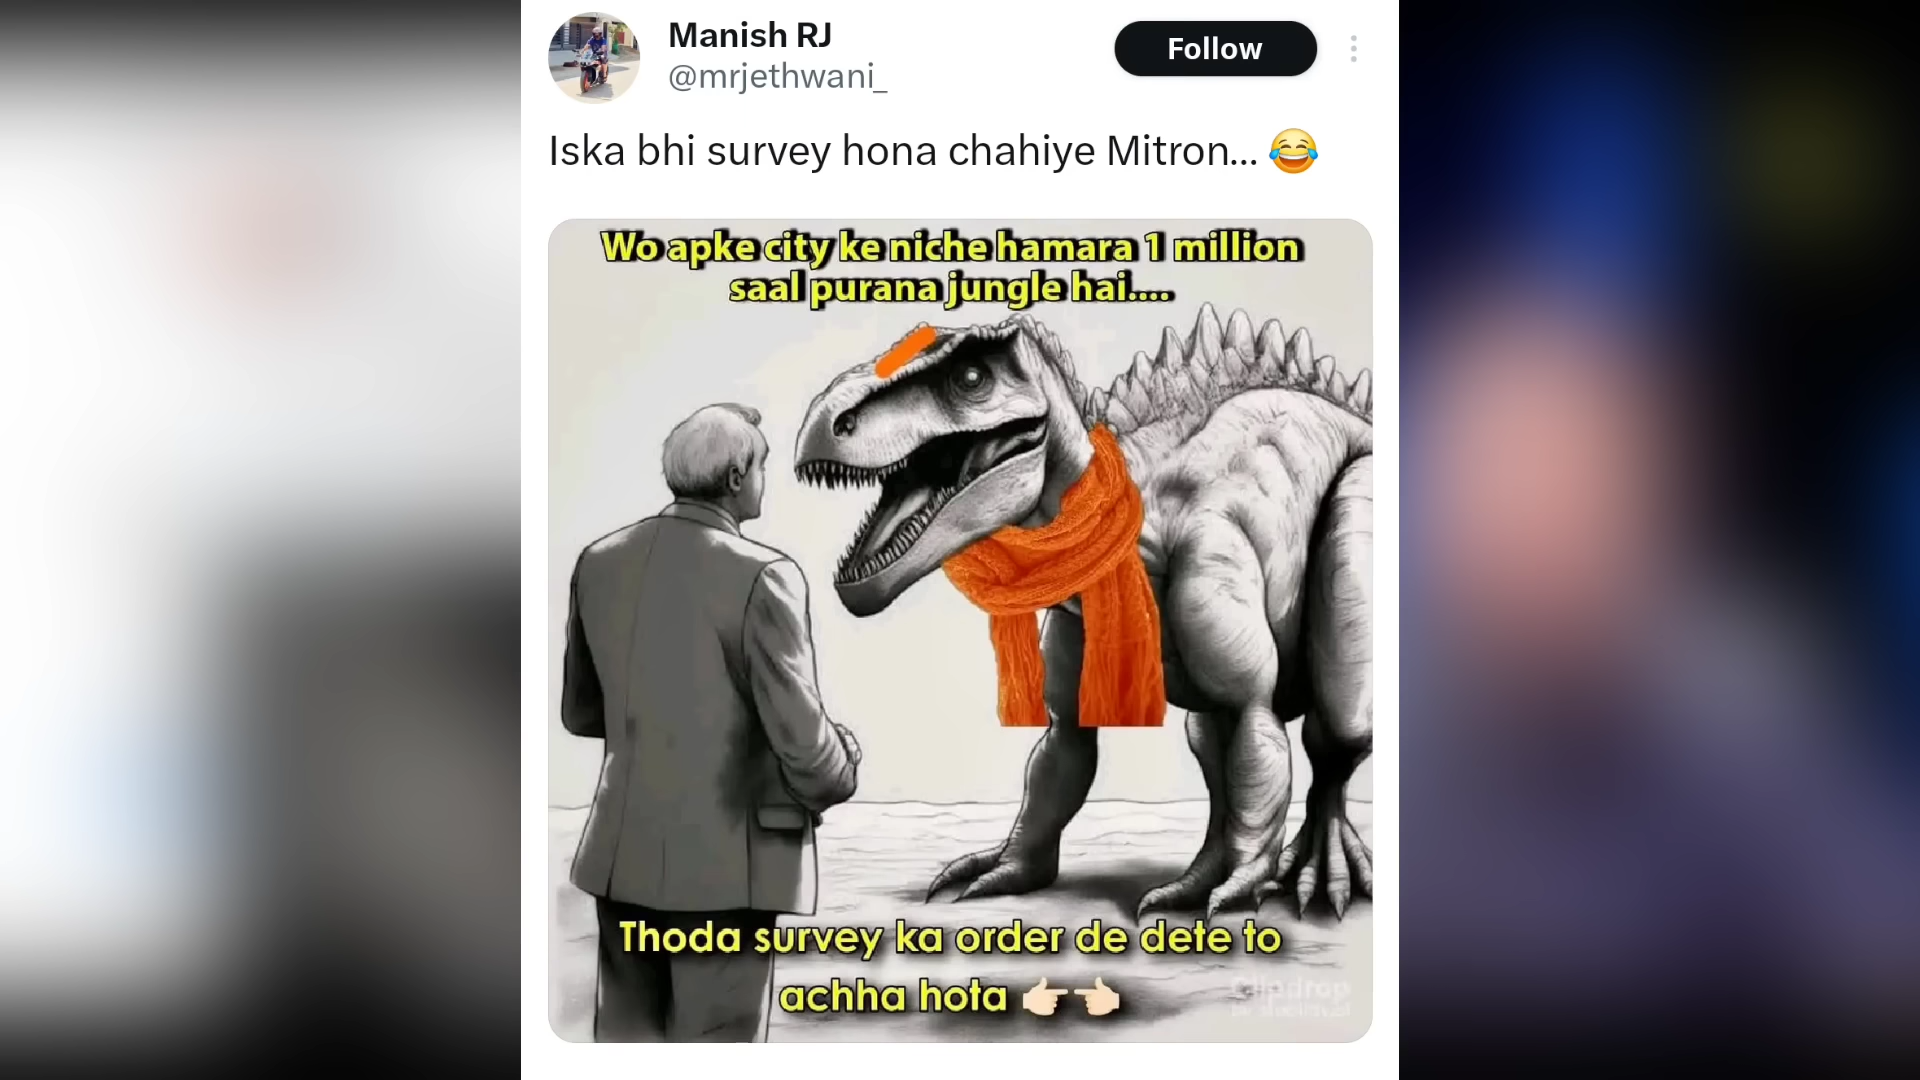 Manish RJ
@mrjethwani_
Follow
Iska bhi survey hona chahiye Mitron... 😂
Wo apke city ke niche hamara 1 million
saal purana jungle hai....
Thoda survey ka order de dete to
achha hota 👉🏻👈🏻
Clipdrop